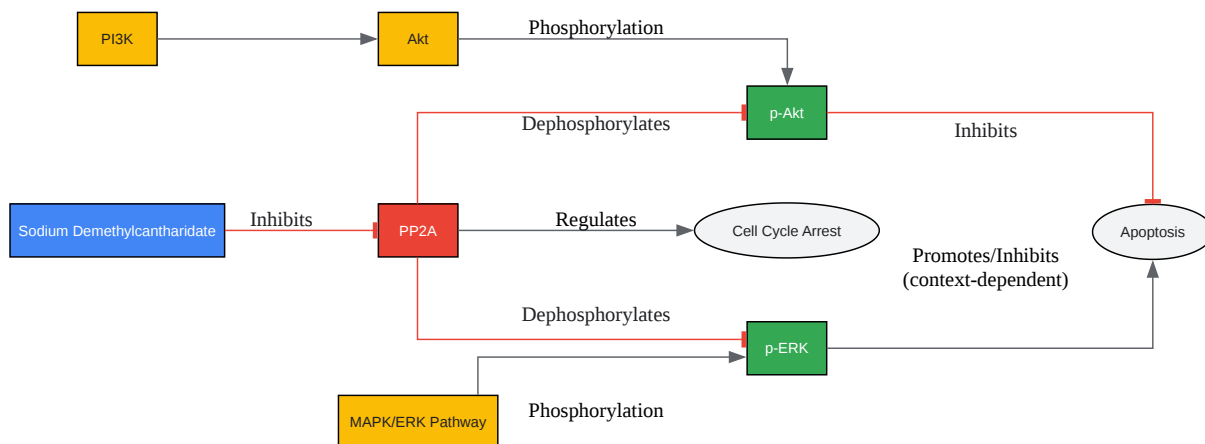 PI3K
Akt
Phosphorylation
p-Akt
Dephosphorylates
Inhibits
Sodium Demethylcantharidate
Inhibits
PP2A
Regulates
Cell Cycle Arrest
Apoptosis
Promotes/Inhibits
(context-dependent)
Dephosphorylates
p-ERK
MAPK/ERK Pathway
Phosphorylation